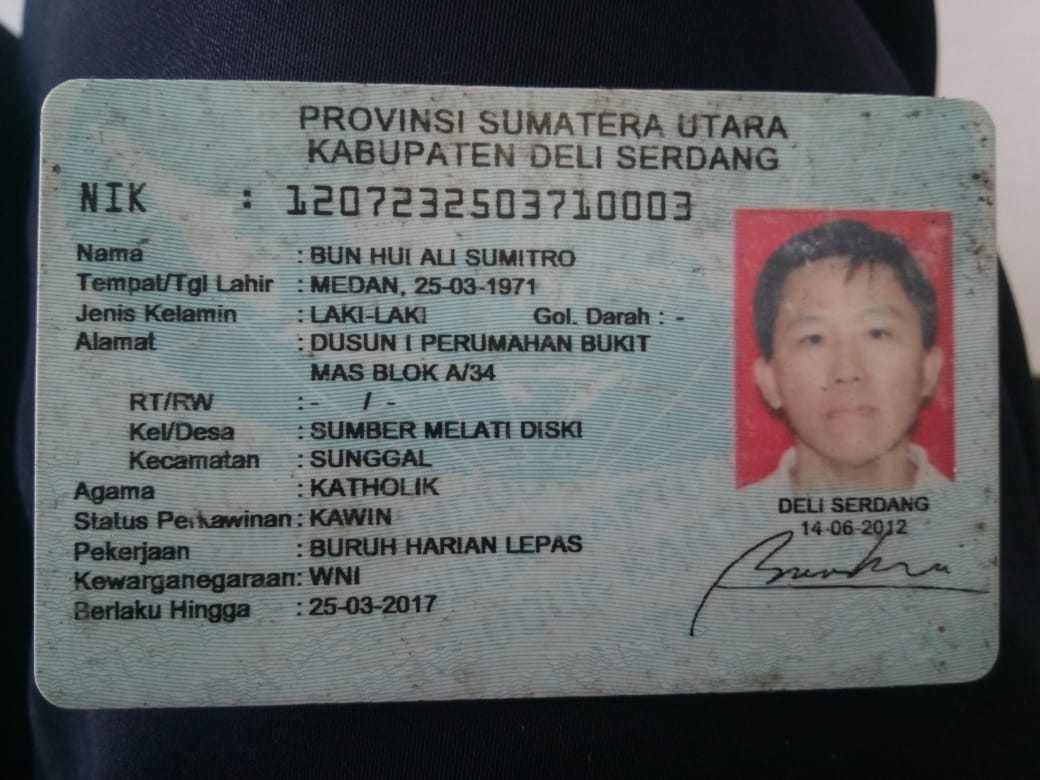 PROVINSI SUMATERA UTARA
KABUPATEN DELI SERDANG
NIK : 1207232503710003
Nama : BUN HUI ALI SUMITRO
Tempat/Tgl Lahir : MEDAN, 25-03-1971
Jenis Kelamin : LAKI-LAKI Gol. Darah : -
Alamat : DUSUN I PERUMAHAN BUKIT
MAS BLOK A/34
RT/RW : - / -
Kel/Desa : SUMBER MELATI DISKI
Kecamatan : SUNGGAL
Agama : KATHOLIK
Status Perkawinan : KAWIN
Pekerjaan : BURUH HARIAN LEPAS
Kewarganegaraan: WNI
Berlaku Hingga : 25-03-2017
DELI SERDANG
14-06-2012